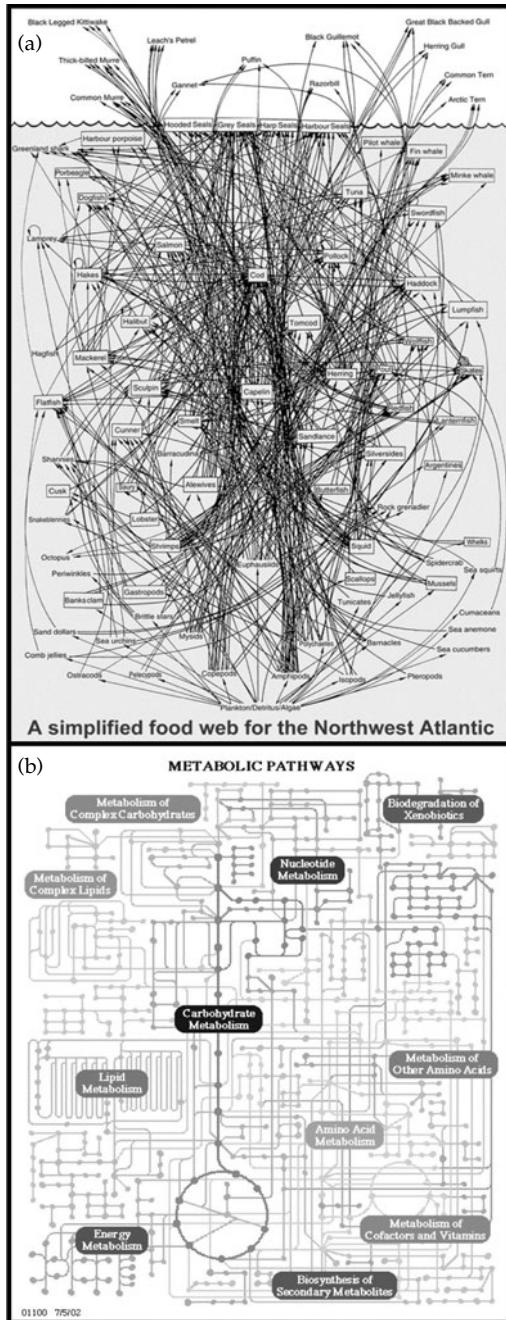 (a)
Black Legged Kittiwake
Leach's Petrel
Black Guillemot
Great Black Backed Gull
Thick-billed Murre
Puffin
Herring Gull
Gannet
Razorbill
Common Tern
Common Murre
Arctic Tern
Hooded Seals
Grey Seals
Harp Seals
Harbour Seals
Harbour porpoise
Pilot whale
Greenland shark
Fin whale
Porbeagle
Minke whale
Dogfish
Tuna
Swordfish
Lamprey
Salmon
Pollock
Hakes
Cod
Haddock
Halibut
Tomcod
Lumpfish
Hagfish
Mackerel
Wolffish
Sculpin
Herring
Skates
Flatfish
Capelin
Smelt
Lanternfish
Cunner
Sandlance
Barracudina
Silversides
Shannies
Argentines
Cusk
Alewives
Butterfish
Snakeblennes
Lobster
Rock grenadier
Shrimps
Squid
Whelks
Octopus
Euphausids
Spidercrab
Sea squirts
Periwinkles
Scallops
Mussels
Banksclam
Gastropods
Jellyfish
Brittle stars
Tunicates
Cumaceans
Sand dollars
Sea urchins
Mysids
Polychaetes
Barnacles
Sea anemone
Comb jellies
Sea cucumbers
Ostracods
Pelecypods
Copepods
Amphipods
Isopods
Pteropods
Plankton/Detritus/Algae
A simplified food web for the Northwest Atlantic
(b)
METABOLIC PATHWAYS
Metabolism of
Complex Carbohydrates
Biodegradation of
Xenobiotics
Nucleotide
Metabolism
Metabolism of
Complex Lipids
Carbohydrate
Metabolism
Lipid
Metabolism
Metabolism of
Other Amino Acids
Amino Acid
Metabolism
Energy
Metabolism
Metabolism of
Cofactors and Vitamins
Biosynthesis of
Secondary Metabolites
01100 7/5/02